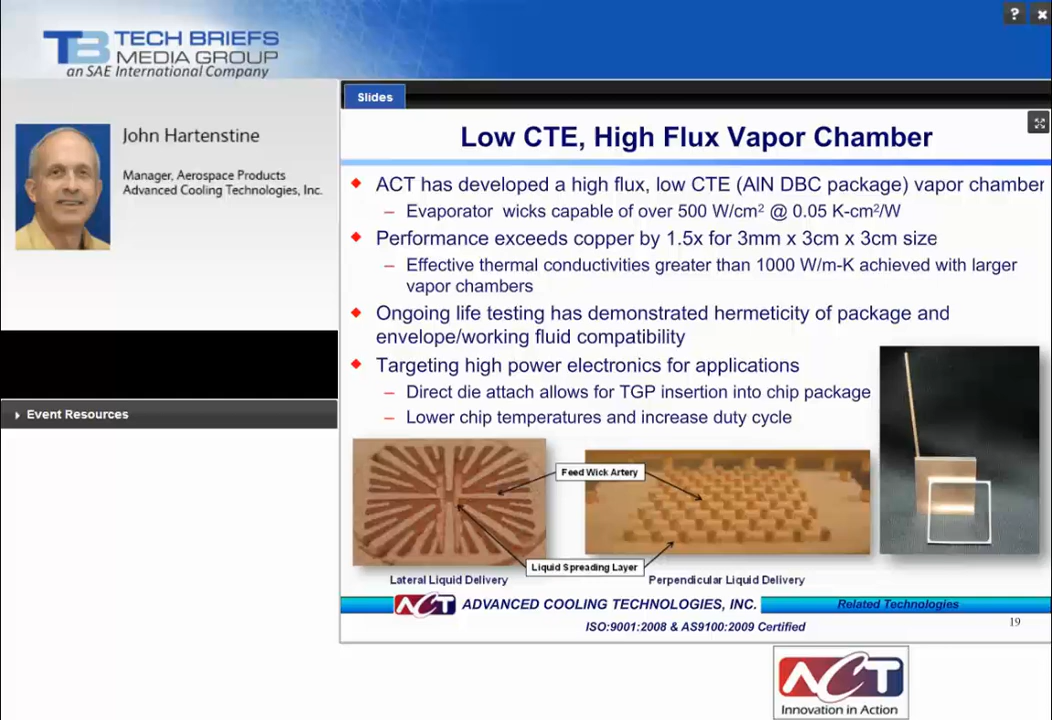 TECH BRIEFS
MEDIA GROUP
an SAE International Company
? ×
John Hartenstine
Manager, Aerospace Products
Advanced Cooling Technologies, Inc.
Event Resources
Slides
Low CTE, High Flux Vapor Chamber
ACT has developed a high flux, low CTE (AlN DBC package) vapor chamber
– Evaporator wicks capable of over 500 W/cm² @ 0.05 K-cm²/W
Performance exceeds copper by 1.5x for 3mm x 3cm x 3cm size
– Effective thermal conductivities greater than 1000 W/m-K achieved with larger
vapor chambers
Ongoing life testing has demonstrated hermeticity of package and
envelope/working fluid compatibility
Targeting high power electronics for applications
– Direct die attach allows for TGP insertion into chip package
– Lower chip temperatures and increase duty cycle
Feed Wick Artery
Liquid Spreading Layer
Lateral Liquid Delivery
Perpendicular Liquid Delivery
ACT ADVANCED COOLING TECHNOLOGIES, INC.
Related Technologies
ISO:9001:2008 & AS9100:2009 Certified
19
ACT
Innovation in Action